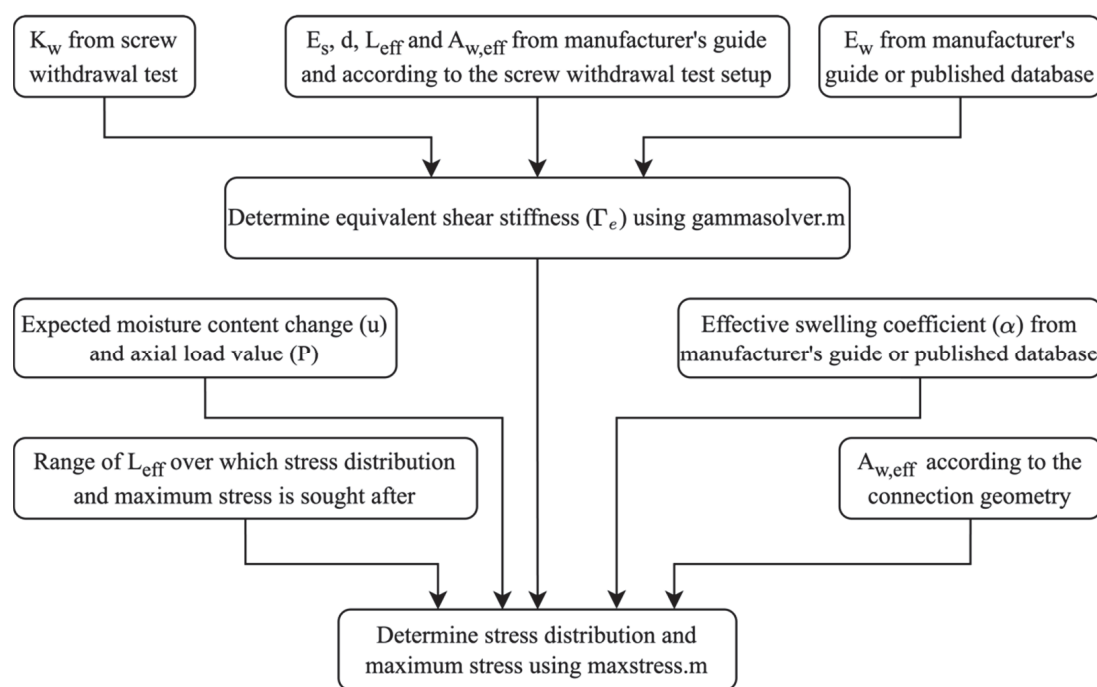 K_w from screw
withdrawal test
E_s, d, L_eff and A_w,eff from manufacturer's guide
and according to the screw withdrawal test setup
E_w from manufacturer's
guide or published database
Determine equivalent shear stiffness (Γ_e) using gammasolver.m
Expected moisture content change (u)
and axial load value (P)
Effective swelling coefficient (α) from
manufacturer's guide or published database
Range of L_eff over which stress distribution
and maximum stress is sought after
A_w,eff according to the
connection geometry
Determine stress distribution and
maximum stress using maxstress.m